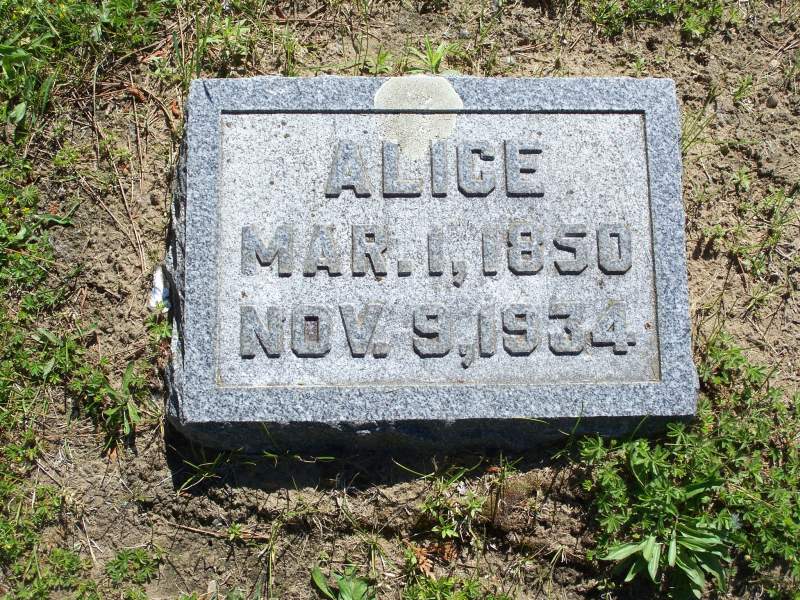 ALICE
MAR. 1, 1850
NOV. 9, 1934